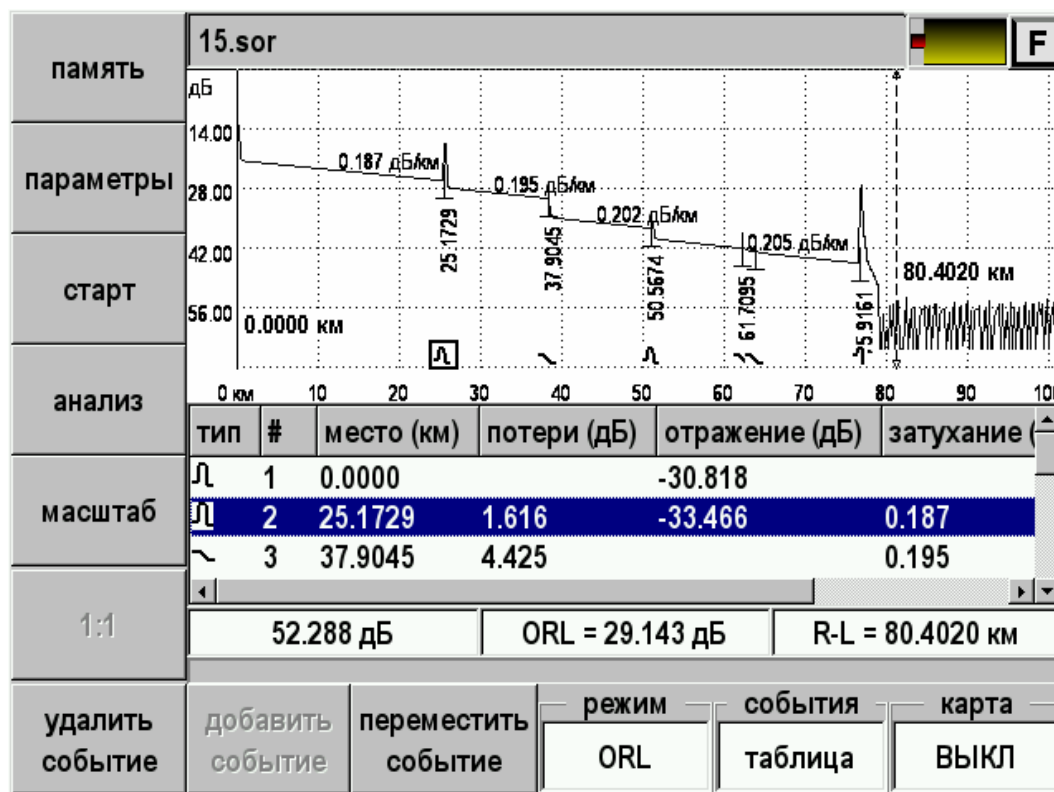 память
15.sor
F
дБ
14.00
параметры
0.187 дБ/км
28.00
0.195 дБ/км
0.202 дБ/км
25.1729
42.00
0.205 дБ/км
37.9045
старт
80.4020 км
50.5674
61.7095
56.00
0.0000 км
75.9161
анализ
0 км 10 20 30 40 50 60 70 80 90 100
тип # место (км) потери (дБ) отражение (дБ) затухание (
1 0.0000 -30.818
масштаб
2 25.1729 1.616 -33.466 0.187
3 37.9045 4.425 0.195
1:1
52.288 дБ ORL = 29.143 дБ R-L = 80.4020 км
удалить событие
добавить событие
переместить событие
режим
ORL
события
таблица
карта
ВЫКЛ